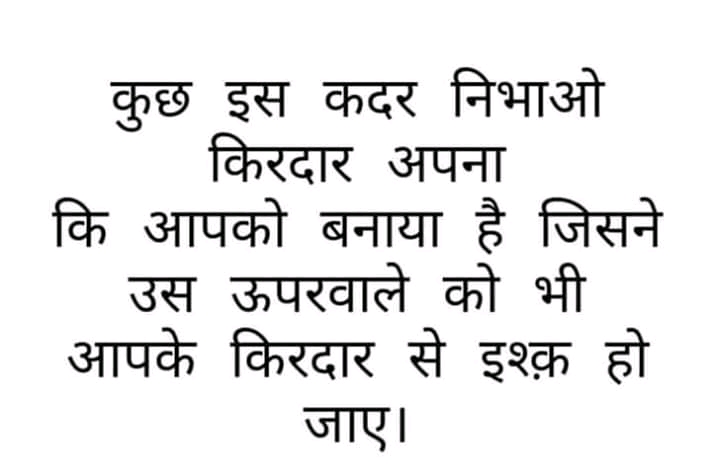 कुछ इस कदर निभाओ
किरदार अपना
कि आपको बनाया है जिसने
उस ऊपरवाले को भी
आपके किरदार से इश्क़ हो
जाए।